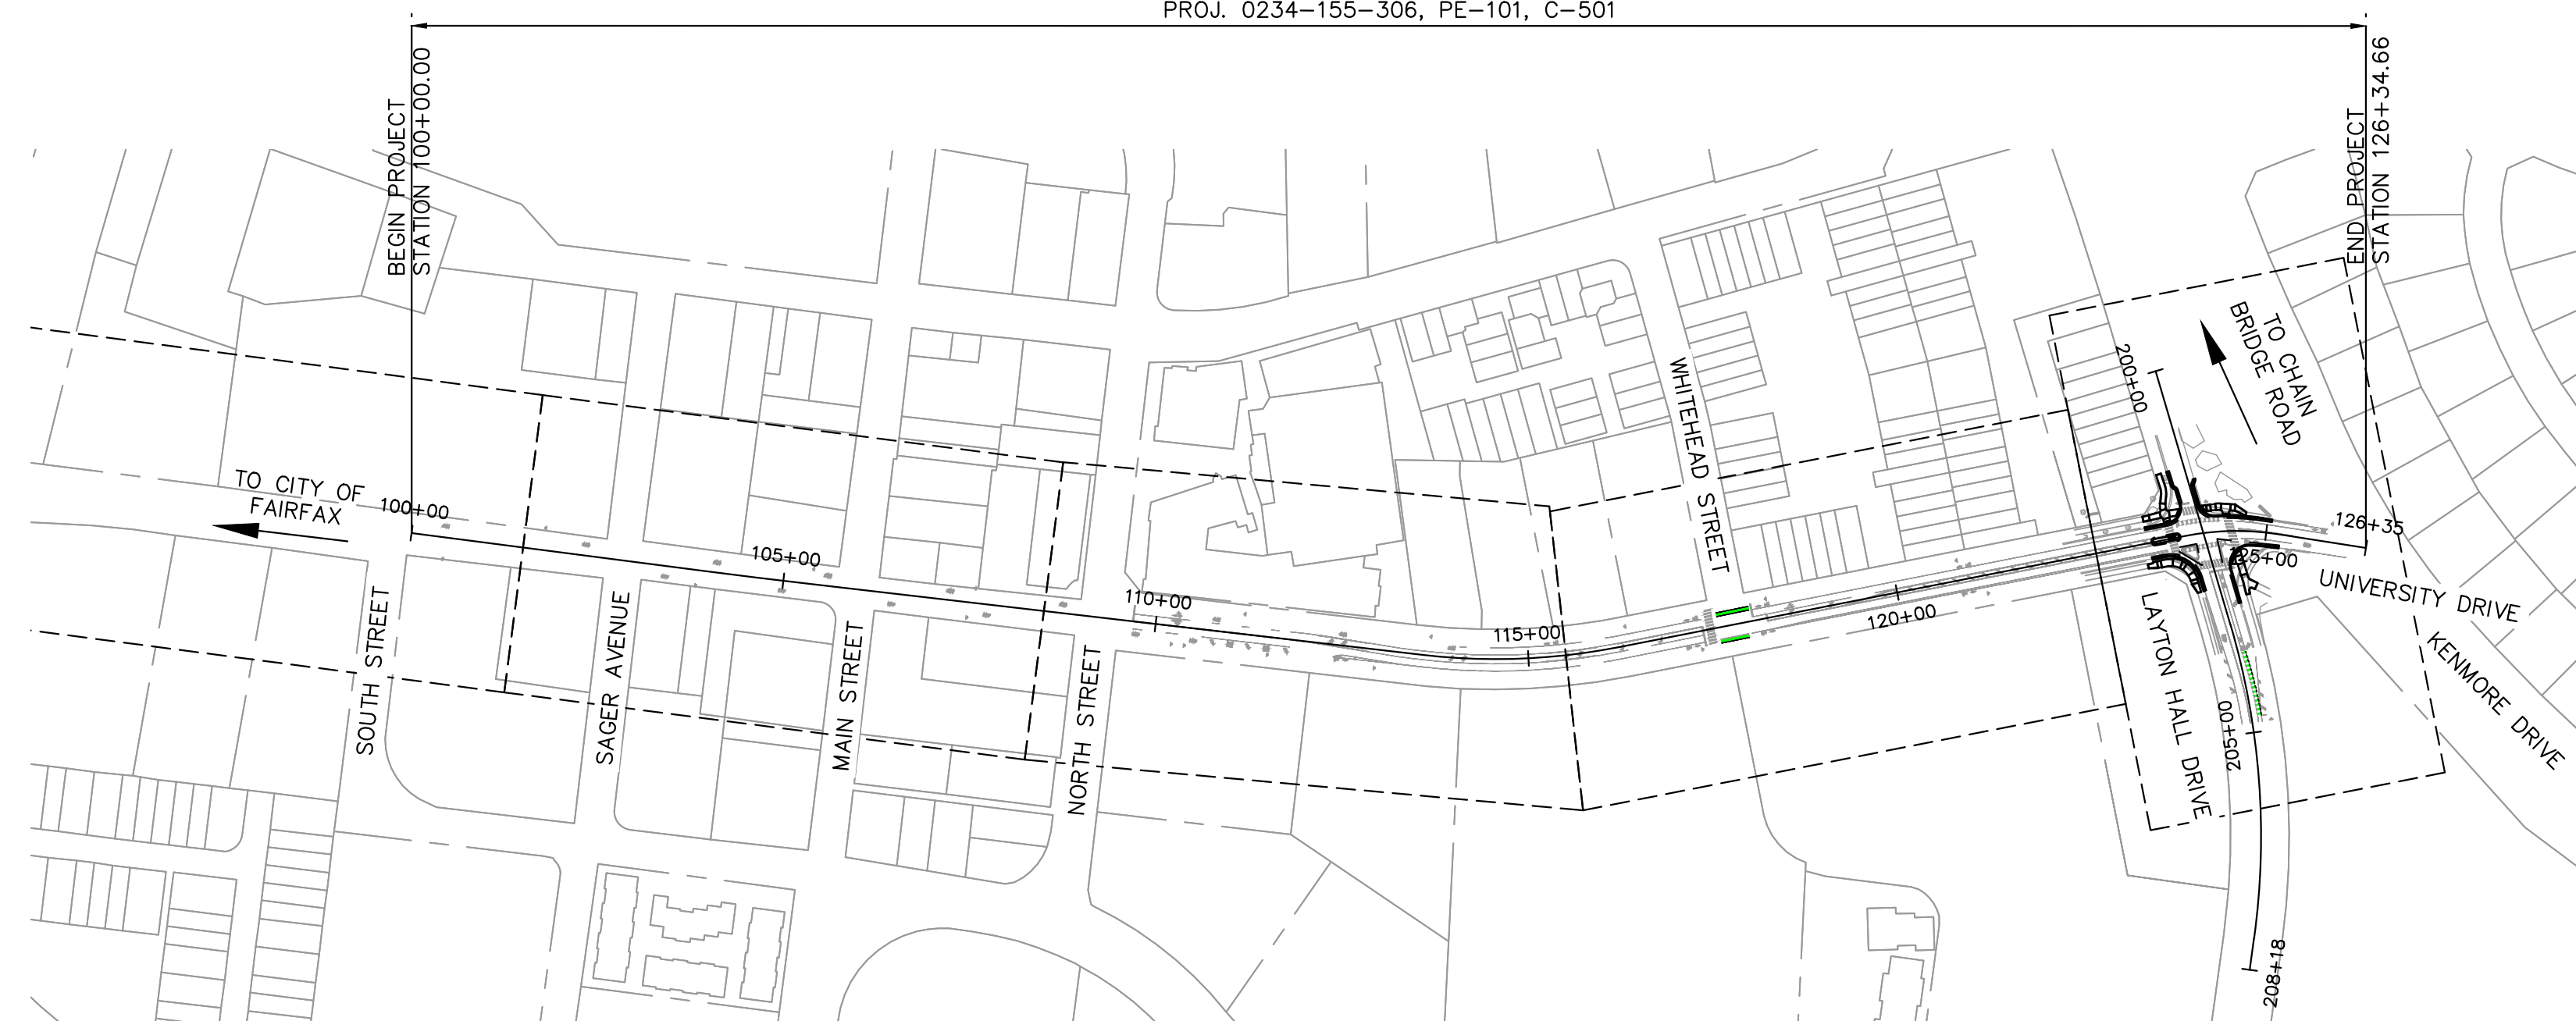 PROJ. 0234-155-306, PE-101, C-501
BEGIN PROJECT
STATION 100+00.00
END PROJECT
STATION 126+34.66
TO CITY OF
FAIRFAX
100+00
105+00
110+00
115+00
120+00
125+00
126+35
200+00
205+00
208+18
TO CHAIN
BRIDGE ROAD
SOUTH STREET
SAGER AVENUE
MAIN STREET
NORTH STREET
WHITEHEAD STREET
LAYTON HALL DRIVE
UNIVERSITY DRIVE
KENMORE DRIVE